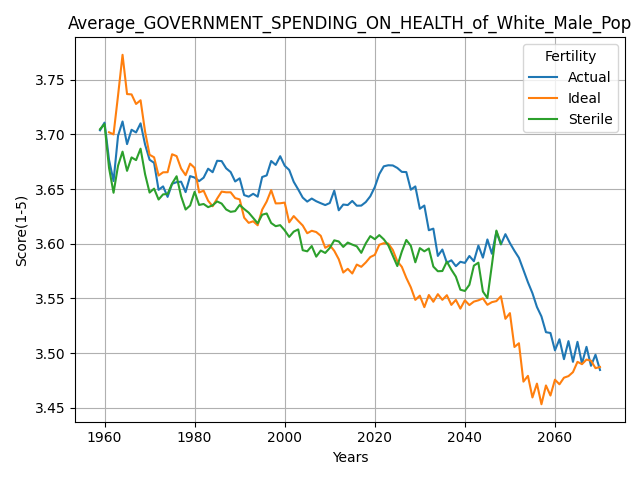 Average_GOVERNMENT_SPENDING_ON_HEALTH_of_White_Male_Pop
Fertility
Actual
Ideal
Sterile
Score(1-5)
3.75
3.70
3.65
3.60
3.55
3.50
3.45
1960 1980 2000 2020 2040 2060
Years